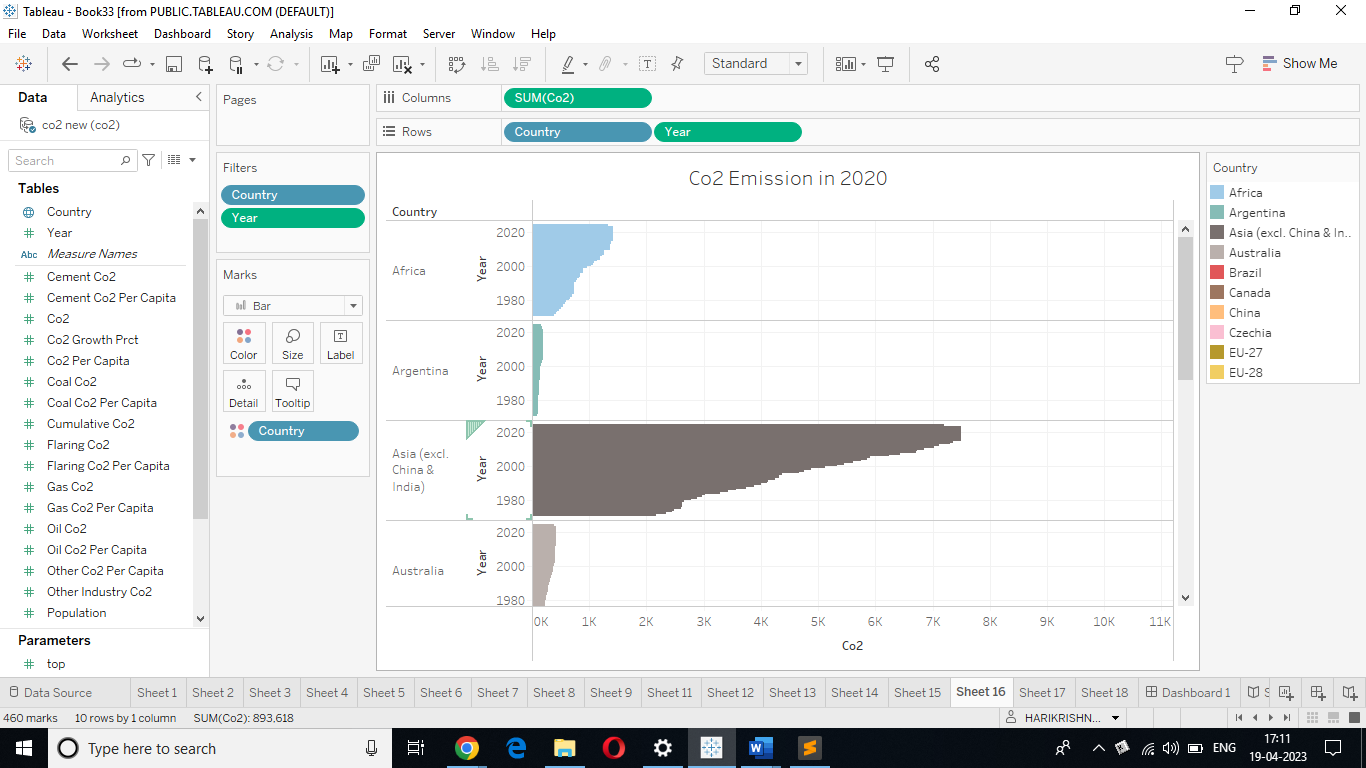 Tableau - Book33 [from PUBLIC.TABLEAU.COM (DEFAULT)]
File Data Worksheet Dashboard Story Analysis Map Format Server Window Help
Standard
Show Me
Data Analytics
co2 new (co2)
Search
Tables
Country
Year
Abc Measure Names
Cement Co2
Cement Co2 Per Capita
Co2
Co2 Growth Prct
Co2 Per Capita
Coal Co2
Coal Co2 Per Capita
Cumulative Co2
Flaring Co2
Flaring Co2 Per Capita
Gas Co2
Gas Co2 Per Capita
Oil Co2
Oil Co2 Per Capita
Other Co2 Per Capita
Other Industry Co2
Population
Parameters
top
Pages
Filters
Country
Year
Marks
Bar
Color Size Label
Detail Tooltip
Country
Columns SUM(Co2)
Rows Country Year
Co2 Emission in 2020
Country
Africa
Year
2020
2000
1980
Argentina
Year
2020
2000
1980
Asia (excl.
China &
India)
Year
2020
2000
1980
Australia
Year
2020
2000
1980
0K 1K 2K 3K 4K 5K 6K 7K 8K 9K 10K 11K
Co2
Country
Africa
Argentina
Asia (excl. China & In..
Australia
Brazil
Canada
China
Czechia
EU-27
EU-28
Data Source Sheet 1 Sheet 2 Sheet 3 Sheet 4 Sheet 5 Sheet 6 Sheet 7 Sheet 8 Sheet 9 Sheet 11 Sheet 12 Sheet 13 Sheet 14 Sheet 15 Sheet 16 Sheet 17 Sheet 18 Dashboard 1 S
460 marks 10 rows by 1 column SUM(Co2): 893,618 HARIKRISHN...
Type here to search
ENG
17:11
19-04-2023